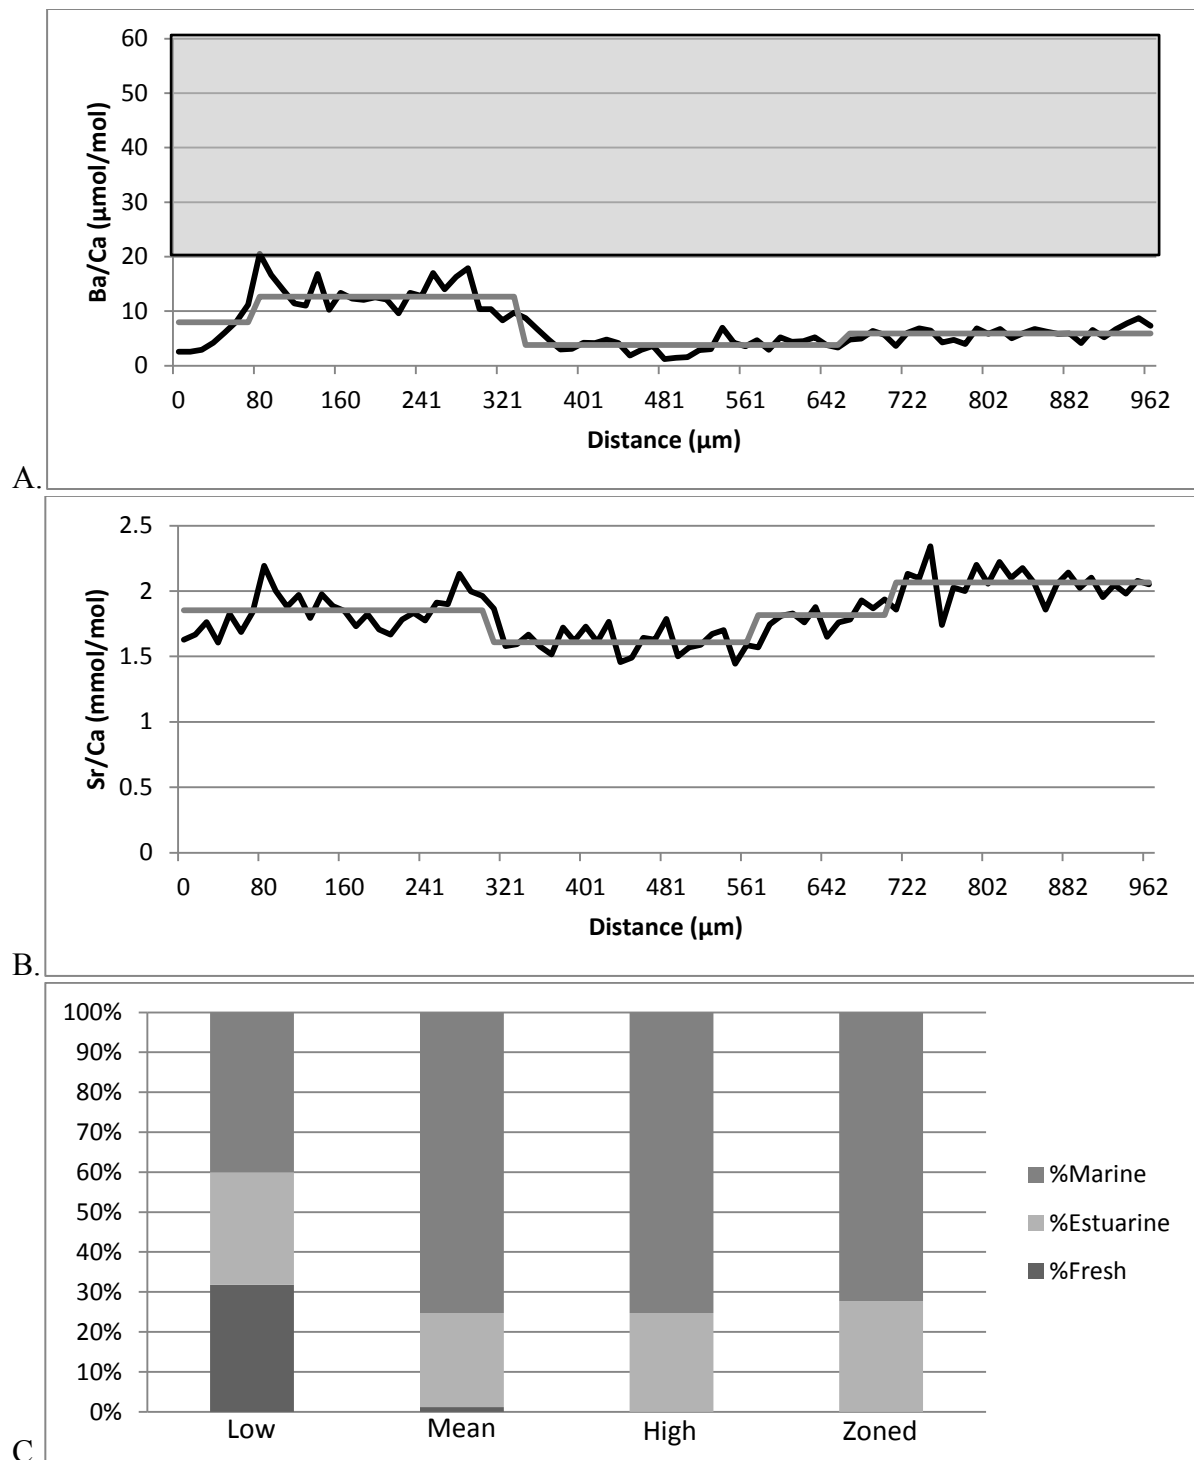 60
50
40
30
20
10
0
Ba/Ca (μmol/mol)
0 80 160 241 321 401 481 561 642 722 802 882 962
Distance (μm)
A.
2.5
2
1.5
1
0.5
0
Sr/Ca (mmol/mol)
0 80 160 241 321 401 481 561 642 722 802 882 962
Distance (μm)
B.
100%
90%
80%
70%
60%
50%
40%
30%
20%
10%
0%
Low Mean High Zoned
%Marine
%Estuarine
%Fresh
C